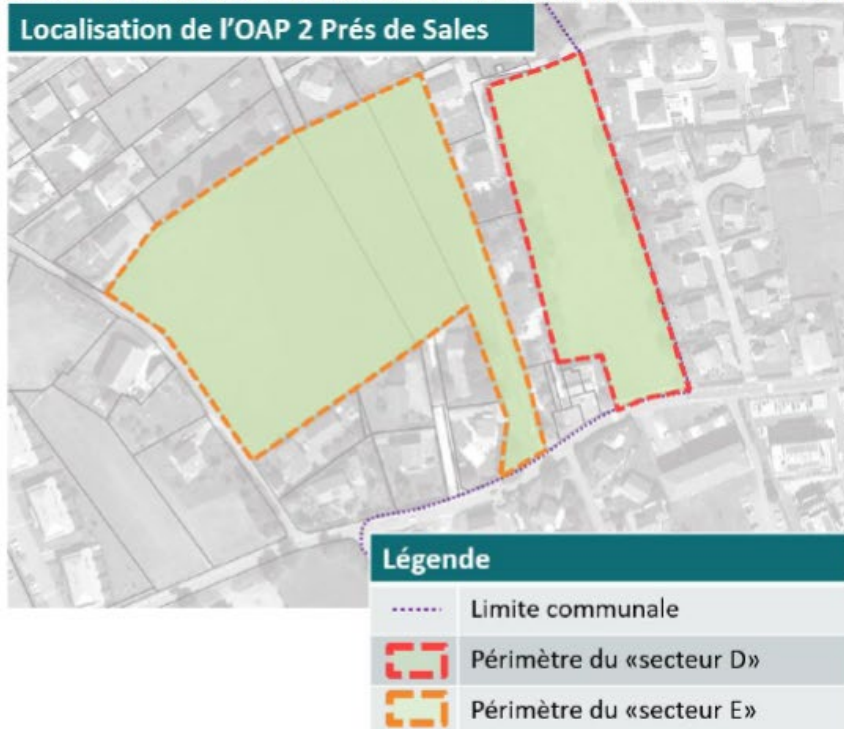 Localisation de l'OAP 2 Prés de Sales
Légende
Limite communale
Périmètre du «secteur D»
Périmètre du «secteur E»